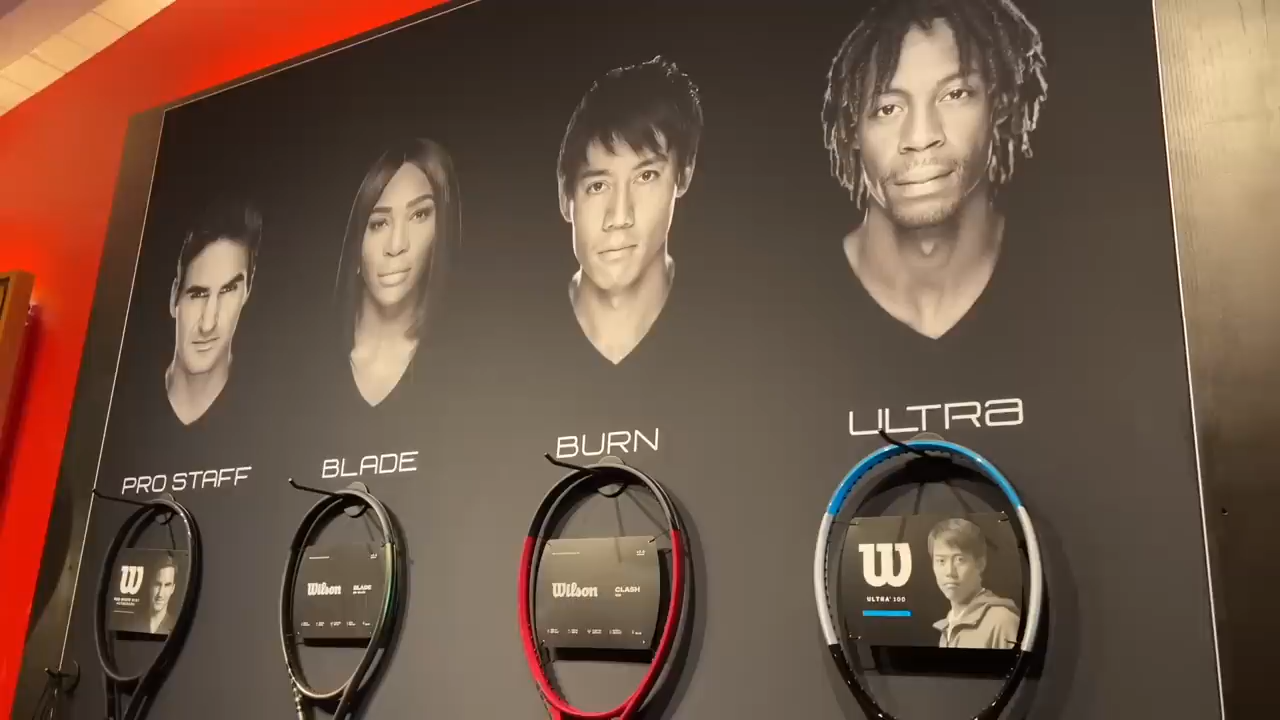 PRO STAFF
BLADE
BURN
ULTRA
W
Wilson
BLADE
Wilson
CLASH
W
ULTRA 100